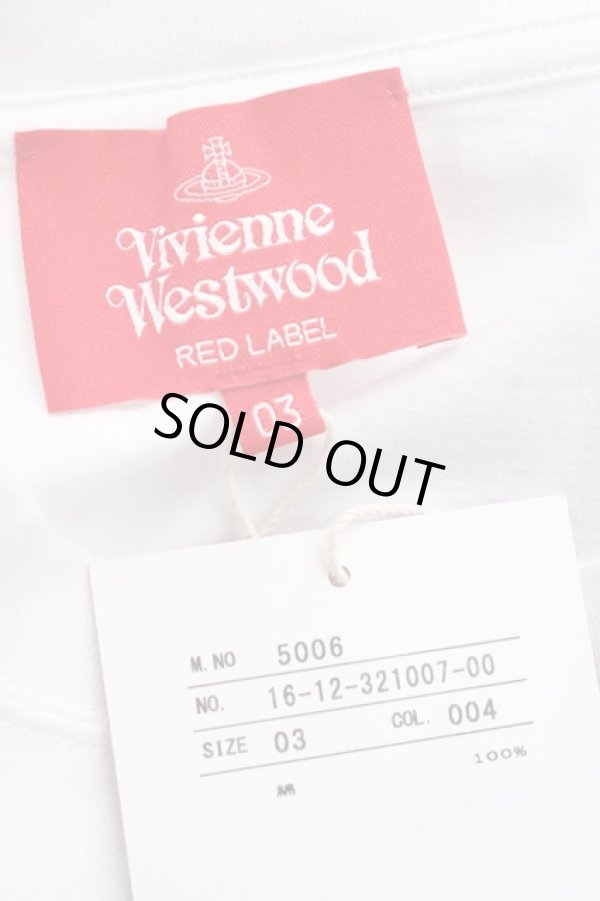 Vivienne
Westwood
RED LABEL
03
SOLD OUT
M.NO 5006
NO. 16-12-321007-00
SIZE 03 COL. 004
綿 100%